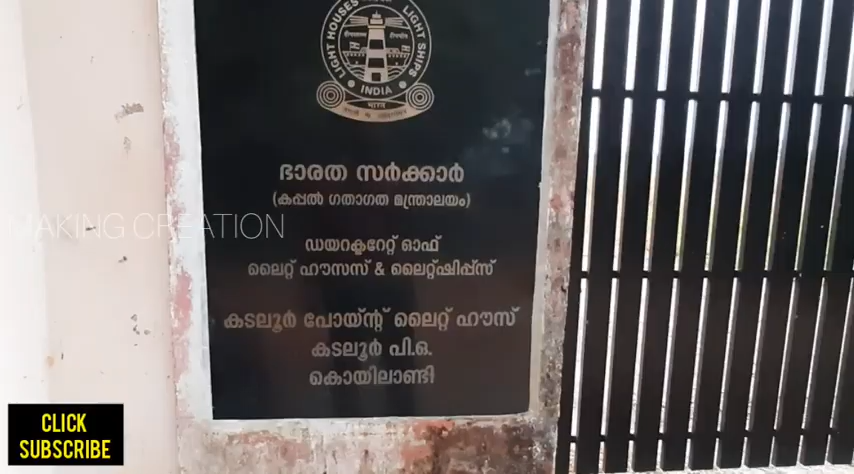 LIGHT HOUSES
LIGHT SHIPS
INDIA
भारत
ഭാരത സർക്കാർ
(കപ്പൽ ഗതാഗത മന്ത്രാലയം)
MAKING CREATION
ഡയറക്ടറേറ്റ് ഓഫ്
ലൈറ്റ് ഹൗസസ് & ലൈറ്റ്ഷിപ്പ്സ്
കടലൂർ പോയ്ന്റ് ലൈറ്റ് ഹൗസ്
കടലൂർ പി.ഒ.
കൊയിലാണ്ടി
CLICK
SUBSCRIBE